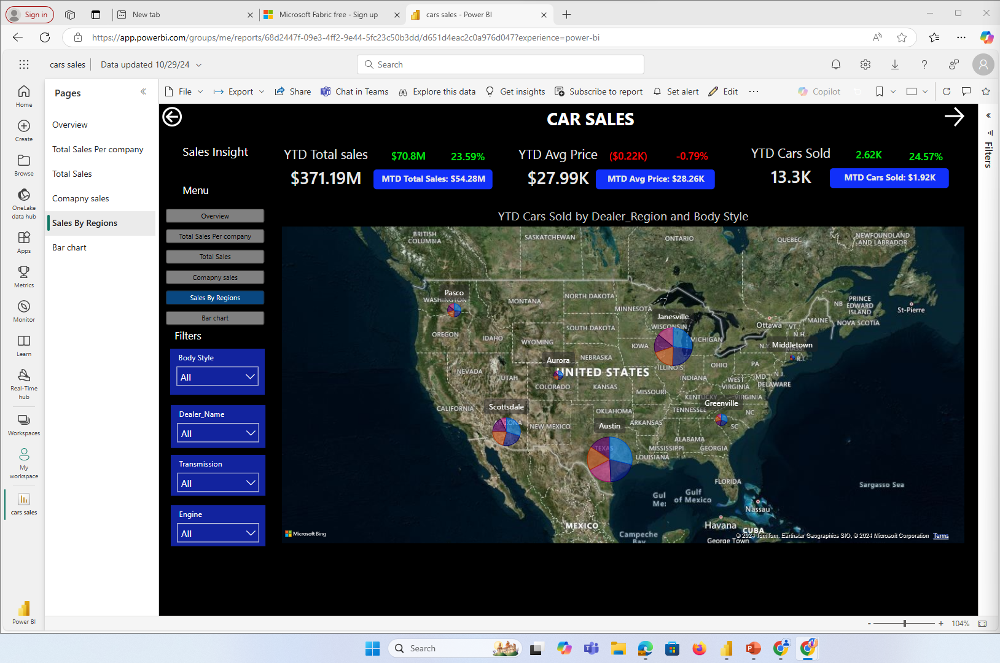 Sign in
New tab
Microsoft Fabric free - Sign up
cars sales - Power BI
https://app.powerbi.com/groups/me/reports/68d2447f-09e3-4ff2-9e44-5fc23c50b3dd/d651d4eac2c0a976d047?experience=power-bi
cars sales
Data updated 10/29/24
Search
Home
Create
Browse
OneLake
data hub
Apps
Metrics
Monitor
Learn
Real-Time
hub
Workspaces
My
workspace
cars sales
Power BI
Pages
Overview
Total Sales Per company
Total Sales
Comapny sales
Sales By Regions
Bar chart
File
Export
Share
Chat in Teams
Explore this data
Get insights
Subscribe to report
Set alert
Edit
Copilot
Filters
CAR SALES
Sales Insight
YTD Total sales
$70.8M
23.59%
$371.19M
MTD Total Sales: $54.28M
YTD Avg Price
($0.22K)
-0.79%
$27.99K
MTD Avg Price: $28.26K
YTD Cars Sold
2.62K
24.57%
13.3K
MTD Cars Sold: $1.92K
Menu
Overview
Total Sales Per company
Total Sales
Comapny sales
Sales By Regions
Bar chart
Filters
Body Style
All
Dealer_Name
All
Transmission
All
Engine
All
YTD Cars Sold by Dealer_Region and Body Style
BRITISH
COLUMBIA
SASKATCHEWAN
ONTARIO
QUEBEC
NEWFOUNDLAND
AND LABRADOR
Pasco
WASHINGTON
MONTANA
NORTH DAKOTA
MINNESOTA
Janesville
WISCONSIN
NB
PRINCE
EDWARD
ISLAND
St-Pierre
MAINE
NOVA SCOTIA
Ottawa
VT.
N.H.
OREGON
IDAHO
WYOMING
SOUTH DAKOTA
MICHIGAN
IOWA
N.Y.
Middletown
MASS.
R.I.
Aurora
NEBRASKA
UNITED STATES
ILLINOIS
OHIO
PA
NEVADA
UTAH
COLORADO
KANSAS
MISSOURI
INDIANA
WEST
VIRGINIA
MD.
N.J.
DELAWARE
KENTUCKY
VIRGINIA
CALIFORNIA
Scottsdale
ARIZONA
NEW MEXICO
OKLAHOMA
ARKANSAS
TENNESSEE
Greenville
NC
SC
Austin
TEXAS
ALABAMA
MISSISSIPPI
GEORGIA
LOUISIANA
FLORIDA
Gulf
of Mexico
Sargasso Sea
Nassau
MEXICO
Havana
CUBA
Campeche
Bay
George Town
Microsoft Bing
© 2024 TomTom, Earthstar Geographics SIO, © 2024 Microsoft Corporation
Terms
104%
Search